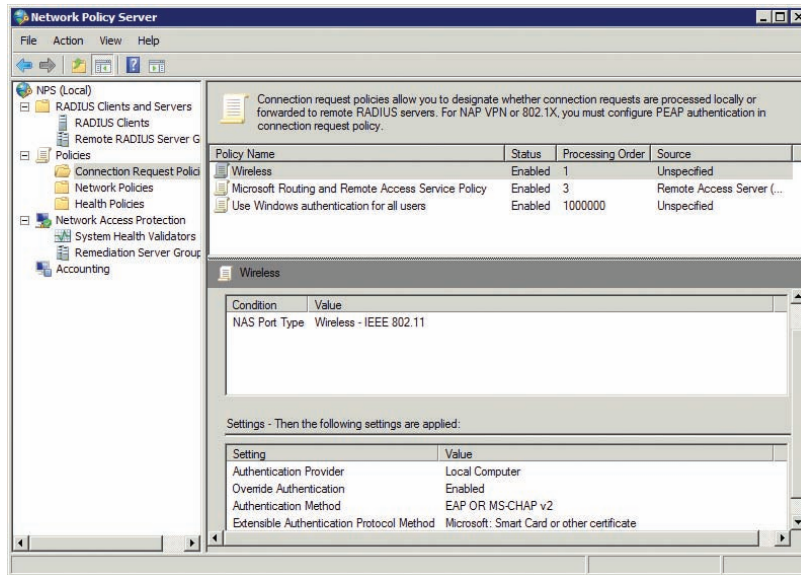 Network Policy Server
File Action View Help
NPS (Local)
RADIUS Clients and Servers
RADIUS Clients
Remote RADIUS Server G
Policies
Connection Request Polici
Network Policies
Health Policies
Network Access Protection
System Health Validators
Remediation Server Group
Accounting
Connection request policies allow you to designate whether connection requests are processed locally or
forwarded to remote RADIUS servers. For NAP VPN or 802.1X, you must configure PEAP authentication in
connection request policy.
Policy Name Status Processing Order Source
Wireless Enabled 1 Unspecified
Microsoft Routing and Remote Access Service Policy Enabled 3 Remote Access Server (...
Use Windows authentication for all users Enabled 1000000 Unspecified
Wireless
Condition Value
NAS Port Type Wireless - IEEE 802.11
Settings - Then the following settings are applied:
Setting Value
Authentication Provider Local Computer
Override Authentication Enabled
Authentication Method EAP OR MS-CHAP v2
Extensible Authentication Protocol Method Microsoft: Smart Card or other certificate